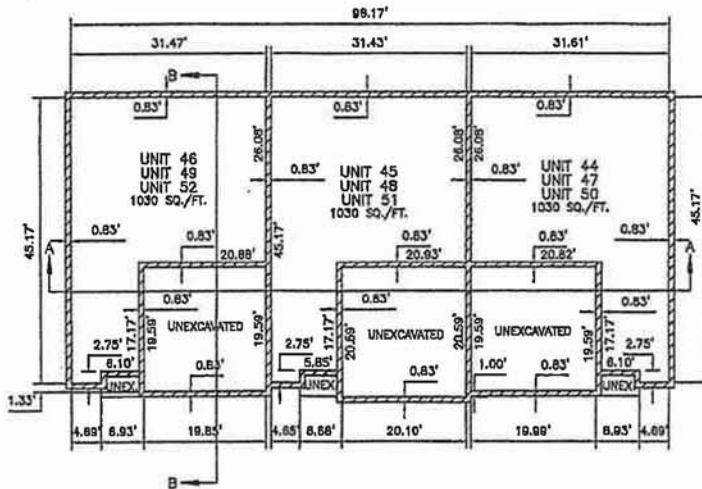 98.17'
31.47' 31.43' 31.61'
B
0.83' 0.83' 0.83'
26.08' 26.08' 26.08'
UNIT 46
UNIT 49
UNIT 52
1030 SQ./FT.
UNIT 45
UNIT 48
UNIT 51
1030 SQ./FT.
UNIT 44
UNIT 47
UNIT 50
1030 SQ./FT.
0.83' 0.83'
45.17' 45.17' 45.17'
A 0.83' 0.83' 0.83' 0.83' 0.83' A
20.88' 20.93' 20.82'
0.83' 0.83' 0.83'
17.17' 19.59' UNEXCAVATED 19.59' 17.17' 20.59' UNEXCAVATED 20.59' 19.59' UNEXCAVATED 19.59' 17.17'
2.75' 2.75' 2.75'
6.10' 0.83' 5.85' 0.83' 1.00' 0.83' 6.10'
UNEX. UNEX. UNEX.
1.33'
4.69' 6.93' 19.85' 4.65' 6.68' 20.10' 19.99' 6.93' 4.69'
B